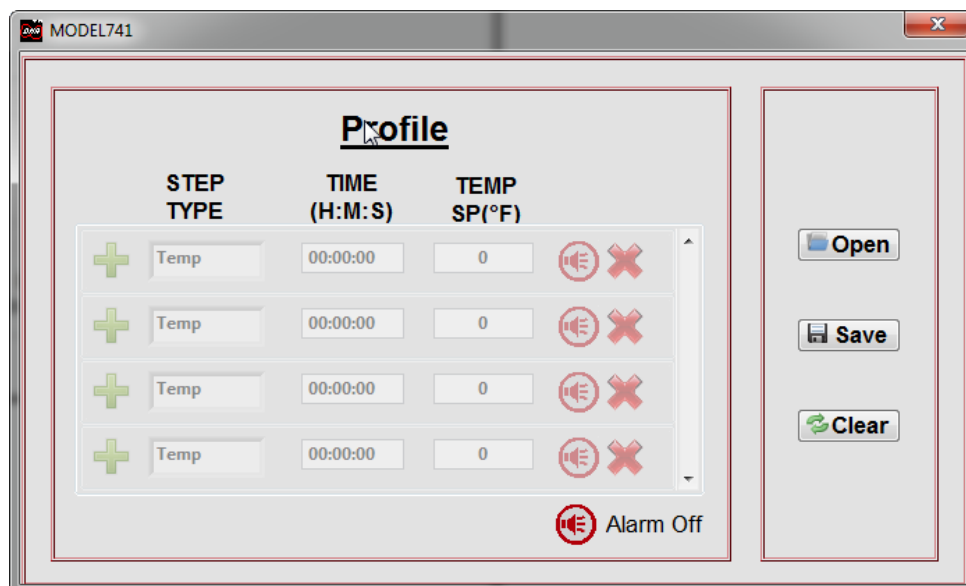 MODEL741
Profile
STEP TYPE
TIME (H:M:S)
TEMP SP(°F)
Temp 00:00:00 0
Temp 00:00:00 0
Temp 00:00:00 0
Temp 00:00:00 0
Alarm Off
Open
Save
Clear